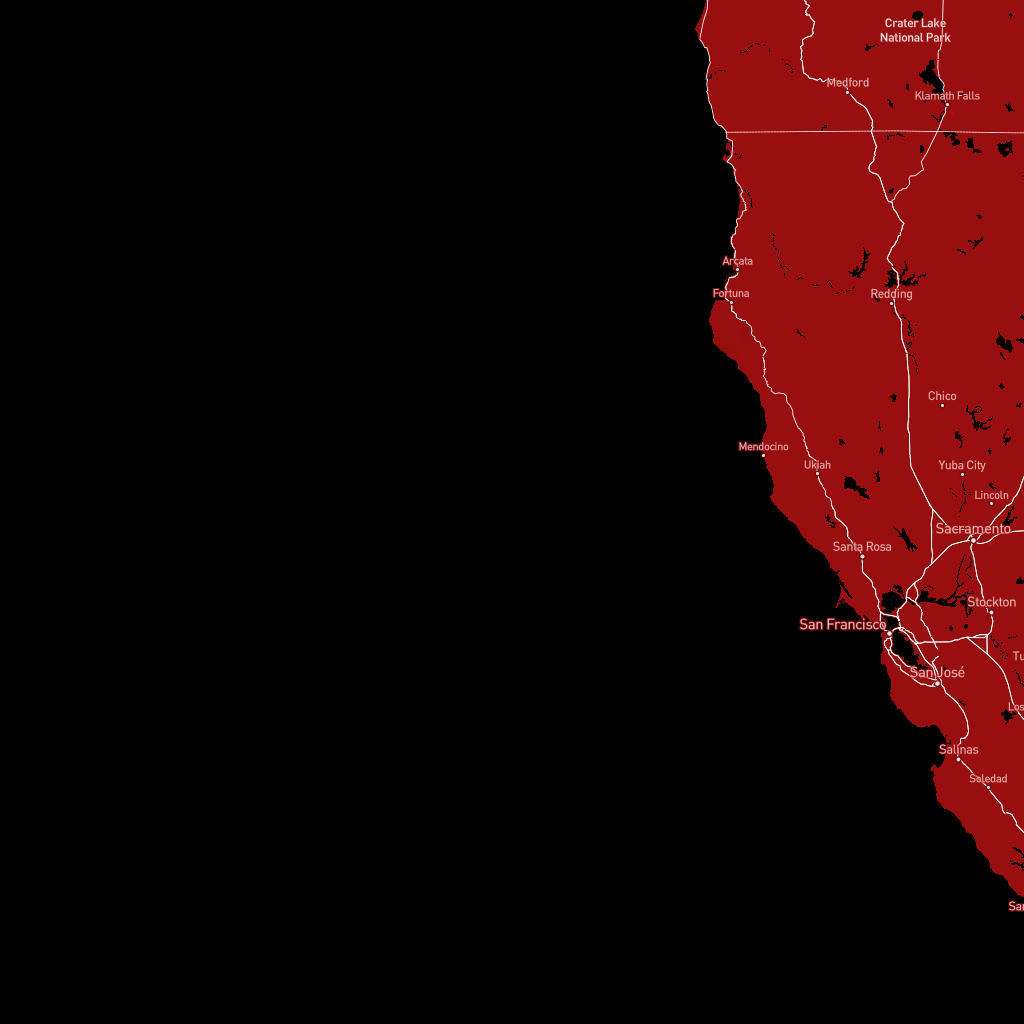 Crater Lake
National Park
Medford
Klamath Falls
Arcata
Fortuna
Redding
Chico
Mendocino
Ukiah
Yuba City
Lincoln
Sacramento
Santa Rosa
Stockton
San Francisco
Tu
San José
Los
Salinas
Soledad
San